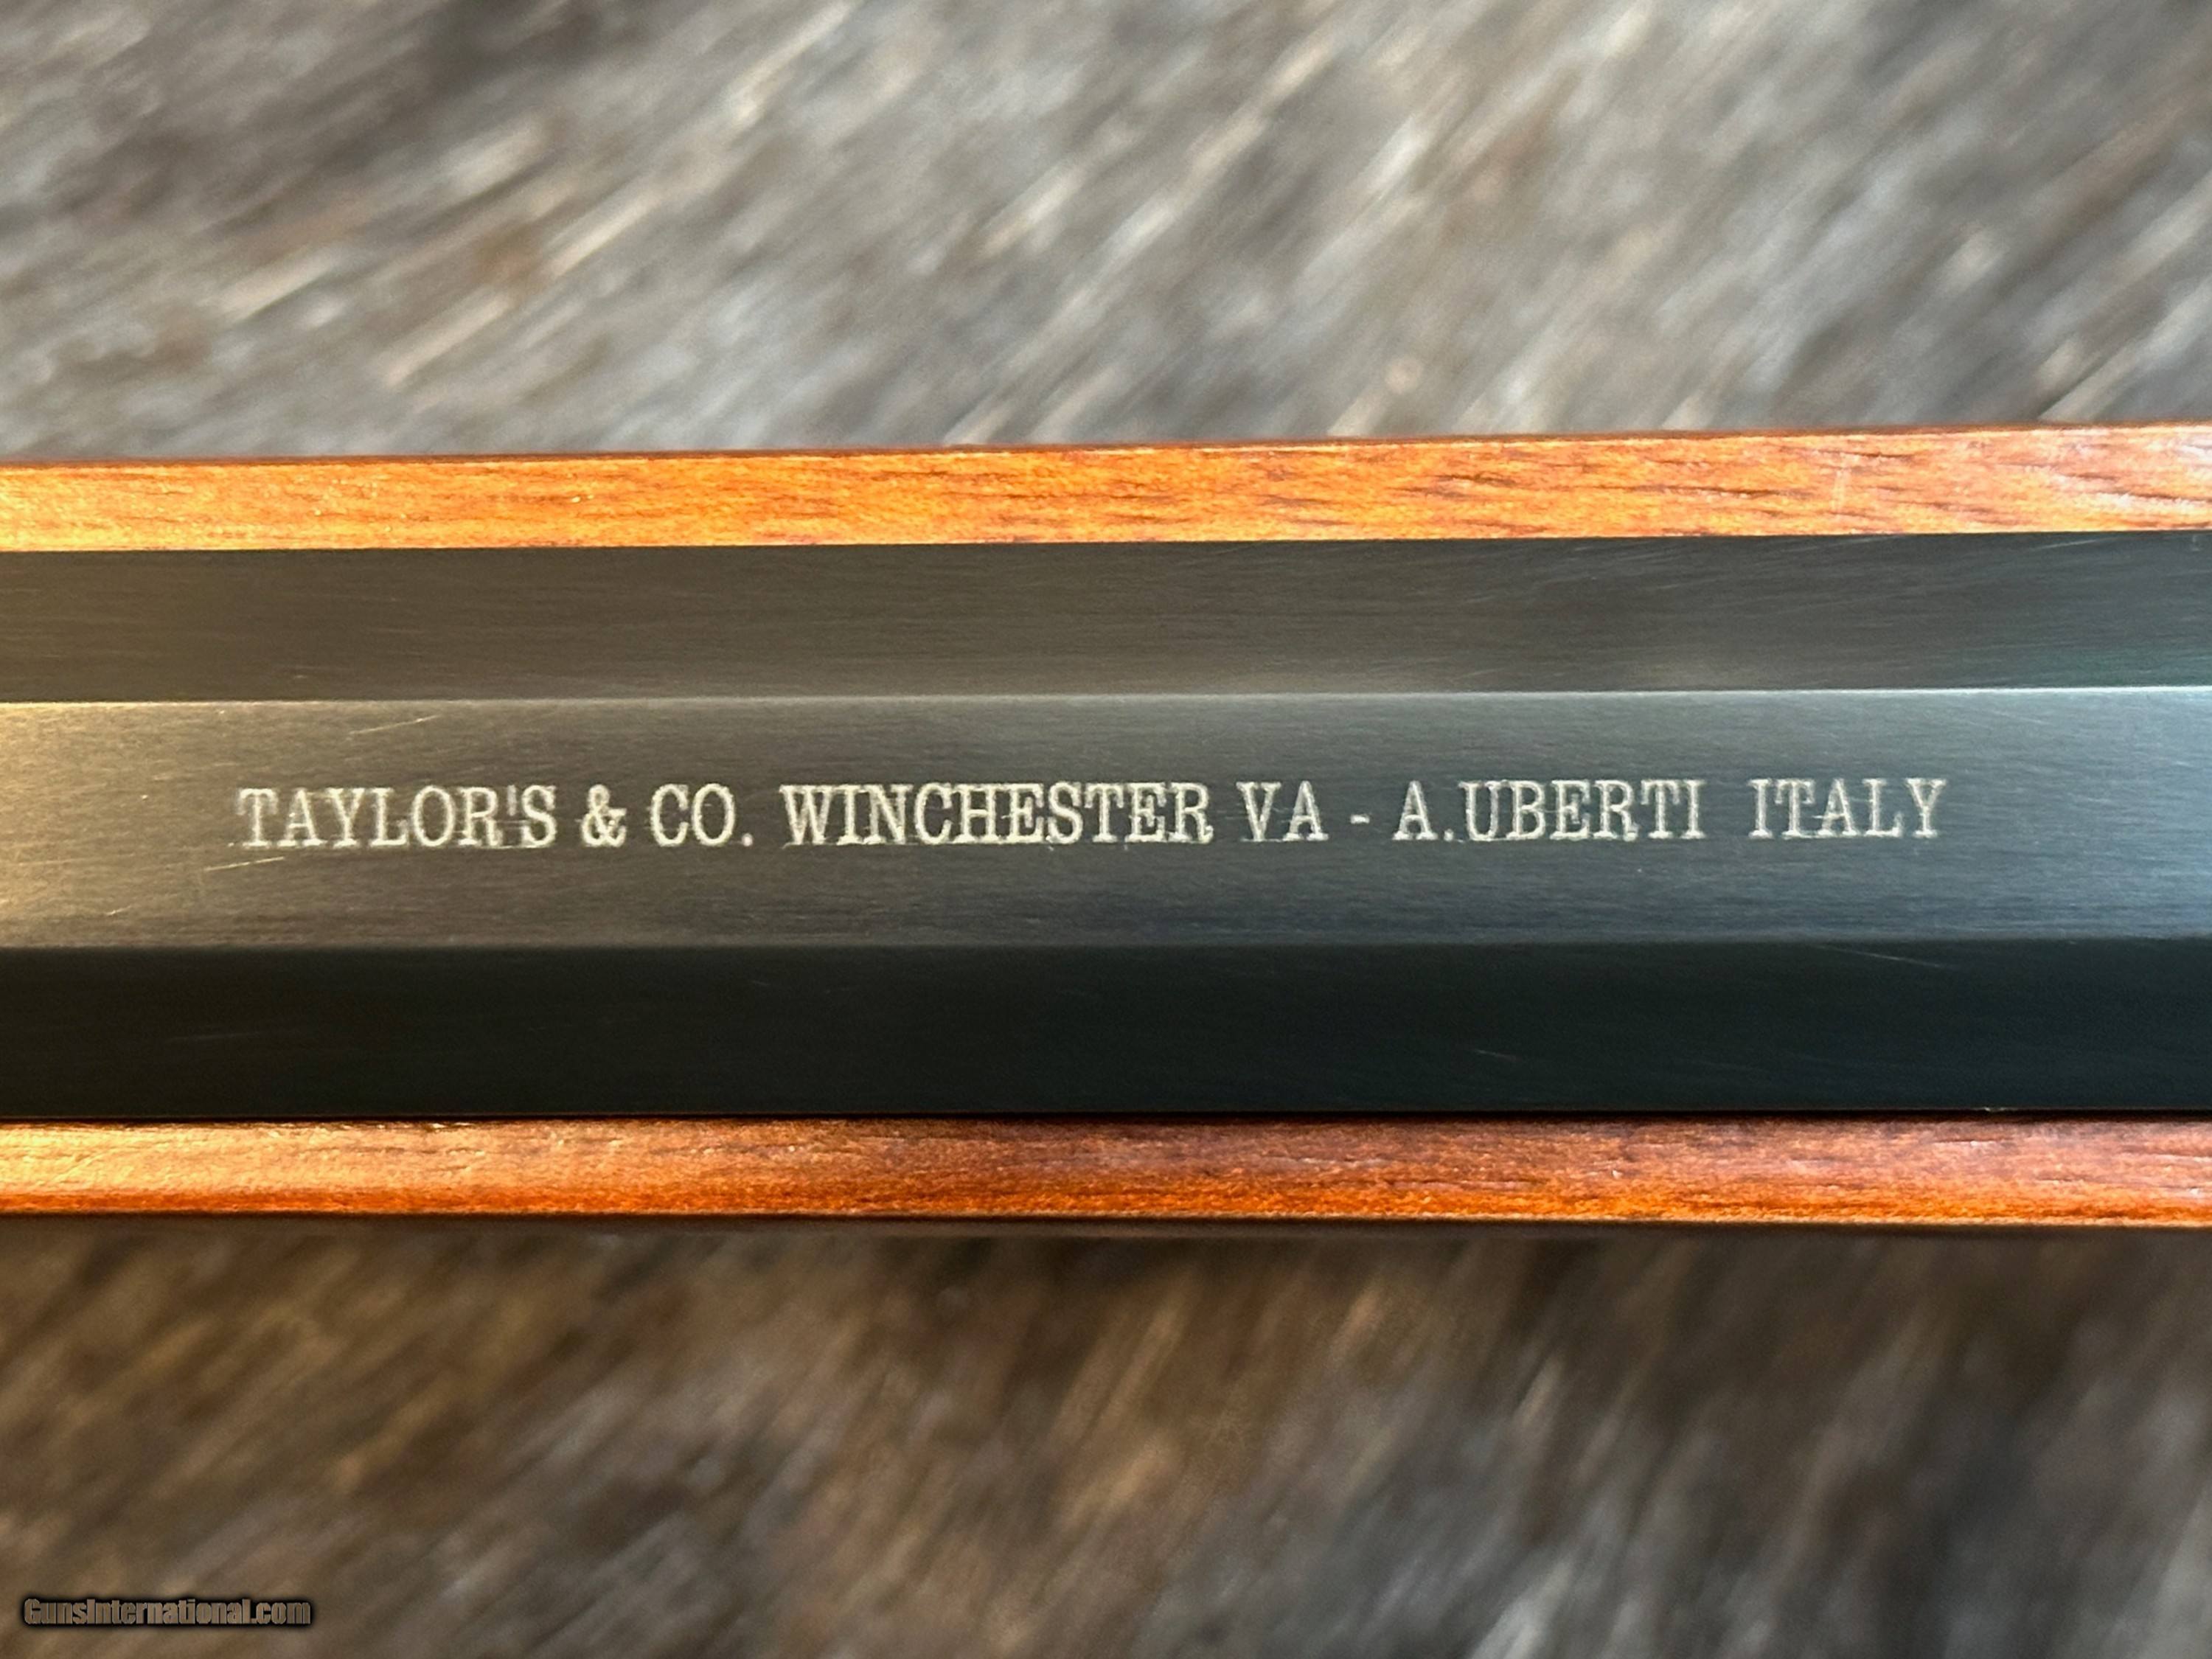 TAYLOR'S & CO. WINCHESTER VA - A.UBERTI ITALY
GunsInternational.com